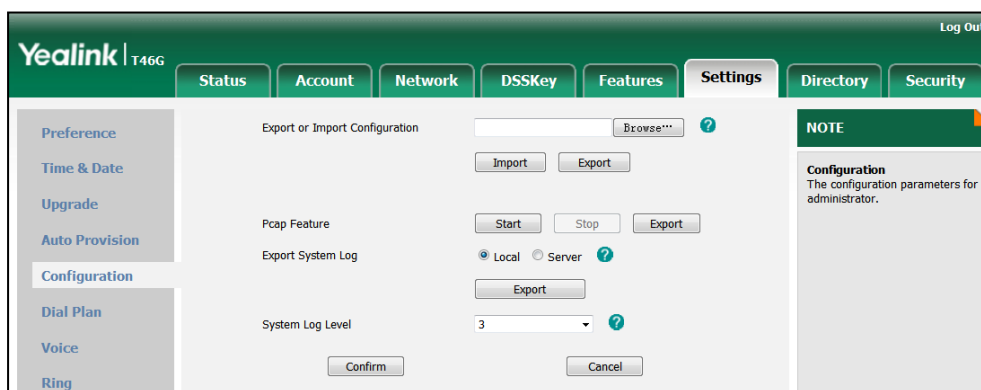 Log Out
Yealink | T46G
Status Account Network DSSKey Features Settings Directory Security
Preference
Time & Date
Upgrade
Auto Provision
Configuration
Dial Plan
Voice
Ring
Export or Import Configuration Browse...
Import Export
Pcap Feature Start Stop Export
Export System Log Local Server
Export
System Log Level 3
Confirm Cancel
NOTE
Configuration
The configuration parameters for
administrator.